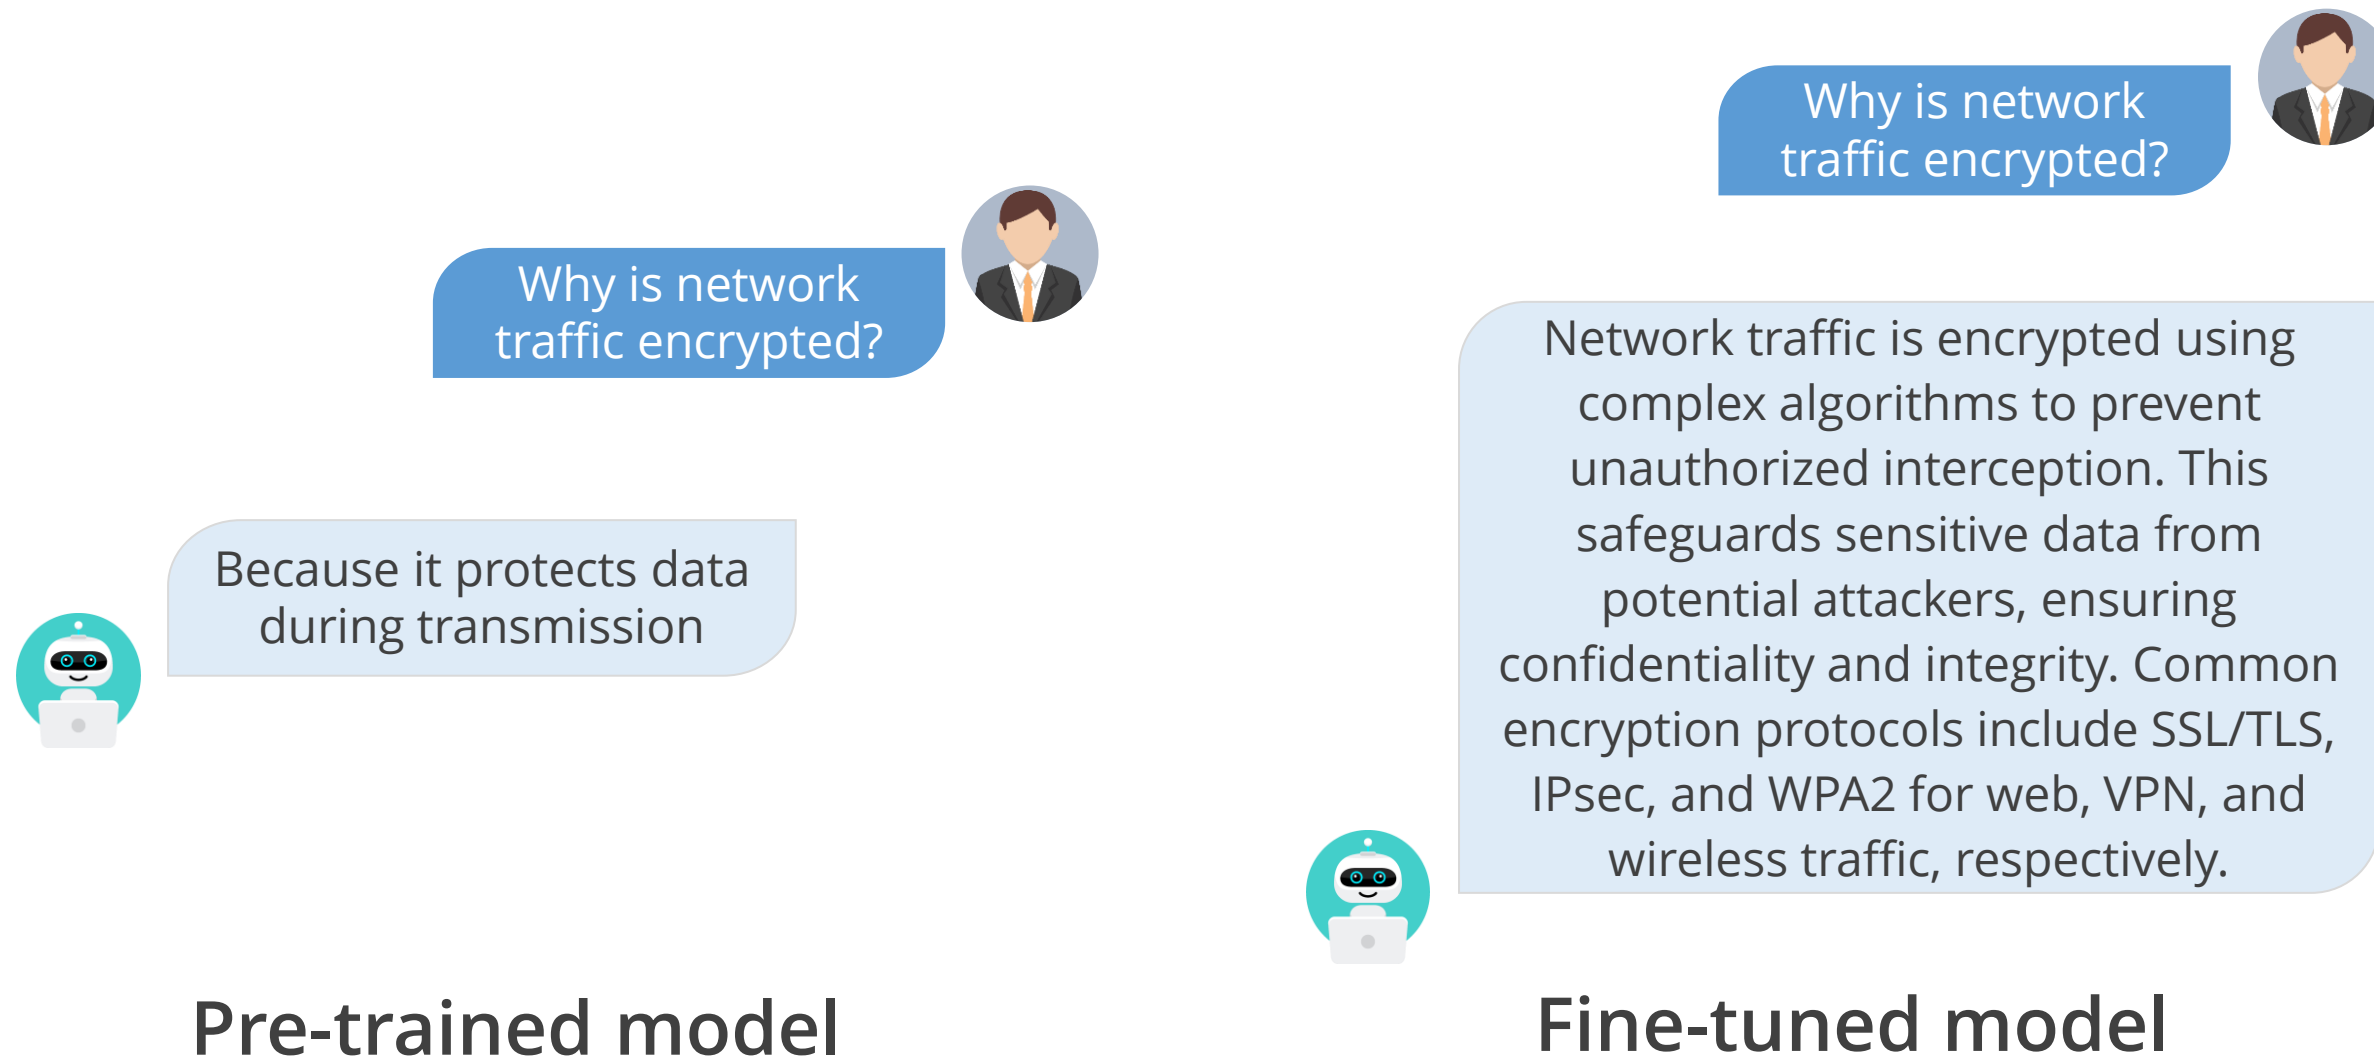 Why is network
traffic encrypted?
Because it protects data
during transmission
Pre-trained model
Why is network
traffic encrypted?
Network traffic is encrypted using
complex algorithms to prevent
unauthorized interception. This
safeguards sensitive data from
potential attackers, ensuring
confidentiality and integrity. Common
encryption protocols include SSL/TLS,
IPsec, and WPA2 for web, VPN, and
wireless traffic, respectively.
Fine-tuned model